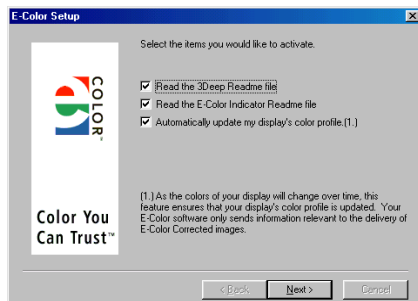 E-Color Setup
Select the items you would like to activate.
Read the 3Deep Readme file
Read the E-Color Indicator Readme file
Automatically update my display's color profile.(1.)
COLOR™
(1.) As the colors of your display will change over time, this
feature ensures that your display's color profile is updated. Your
E-Color software only sends information relevant to the delivery of
E-Color Corrected images.
Color You
Can Trust™
< Back
Next >
Cancel